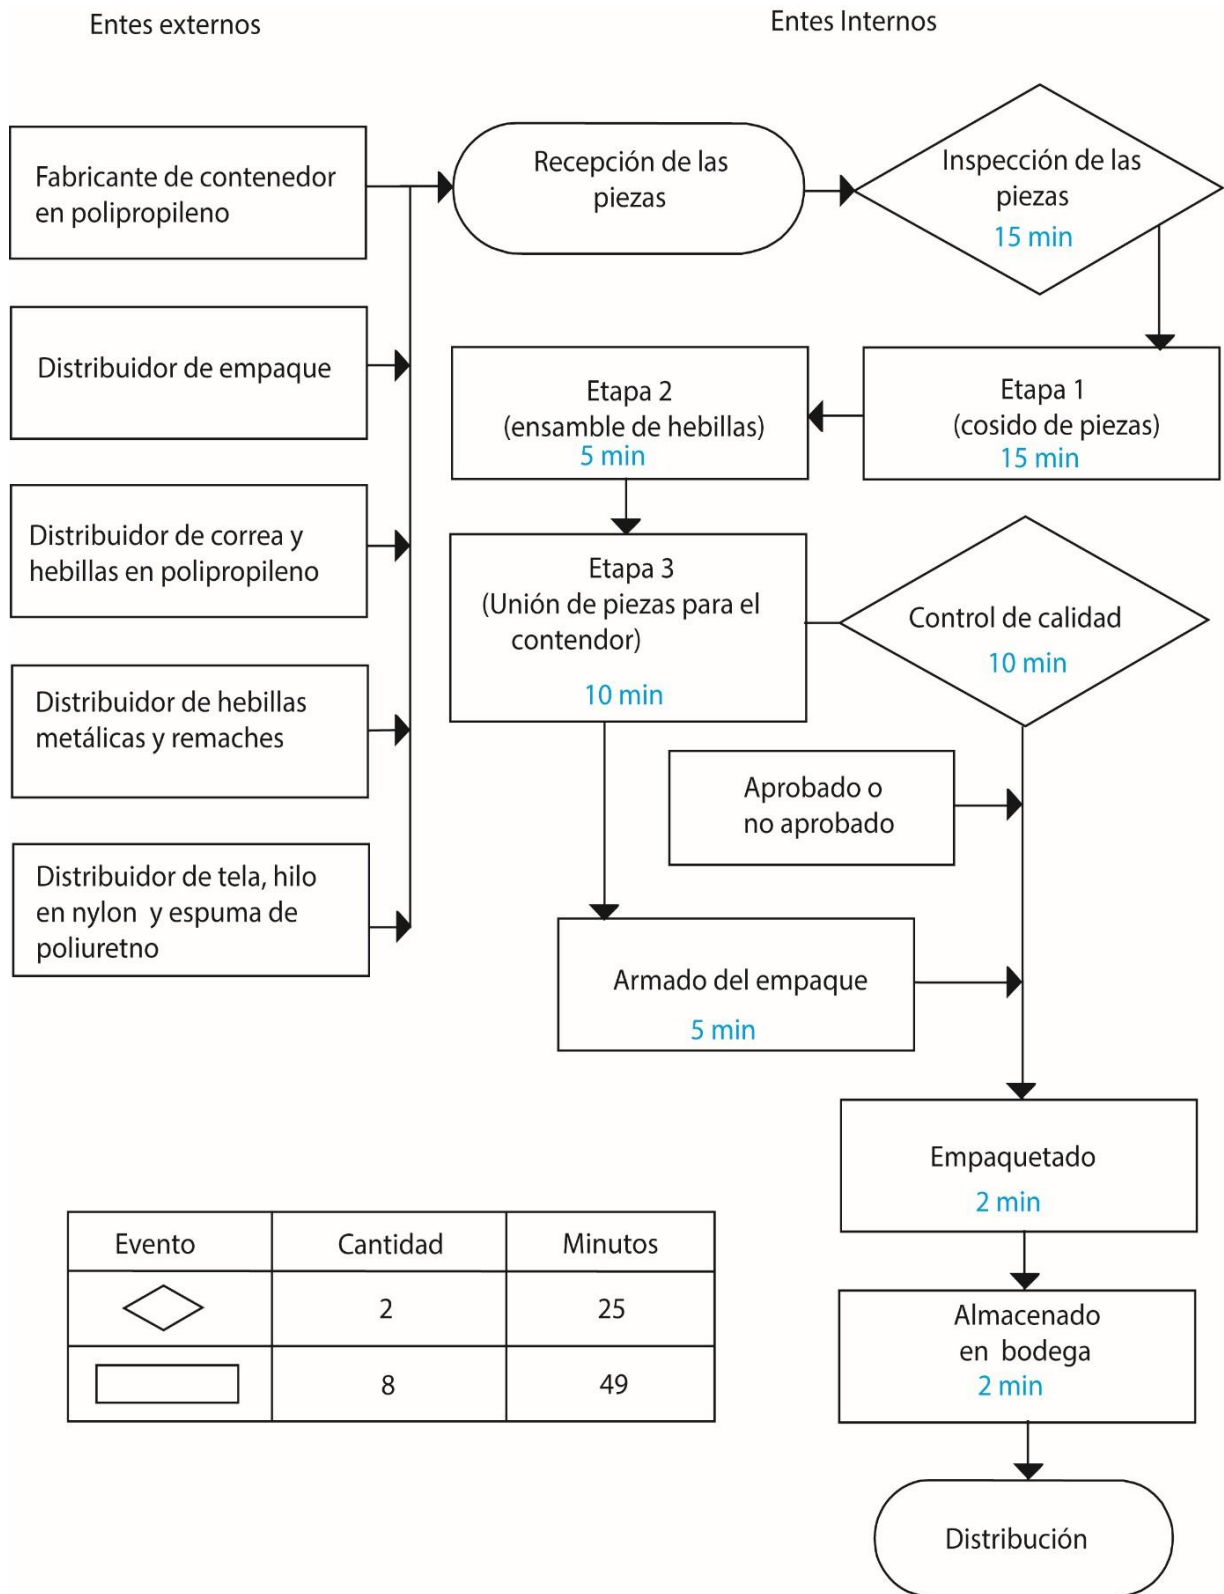 Entes externos
Entes Internos
Fabricante de contenedor
en polipropileno
Distribuidor de empaque
Distribuidor de correa y
hebillas en polipropileno
Distribuidor de hebillas
metálicas y remaches
Distribuidor de tela, hilo
en nylon y espuma de
poliuretno
Recepción de las
piezas
Inspección de las
piezas
15 min
Etapa 1
(cosido de piezas)
15 min
Etapa 2
(ensamble de hebillas)
5 min
Etapa 3
(Unión de piezas para el
contendor)
10 min
Control de calidad
10 min
Aprobado o
no aprobado
Armado del empaque
5 min
Empaquetado
2 min
Almacenado
en bodega
2 min
Distribución
Evento Cantidad Minutos
2 25
8 49